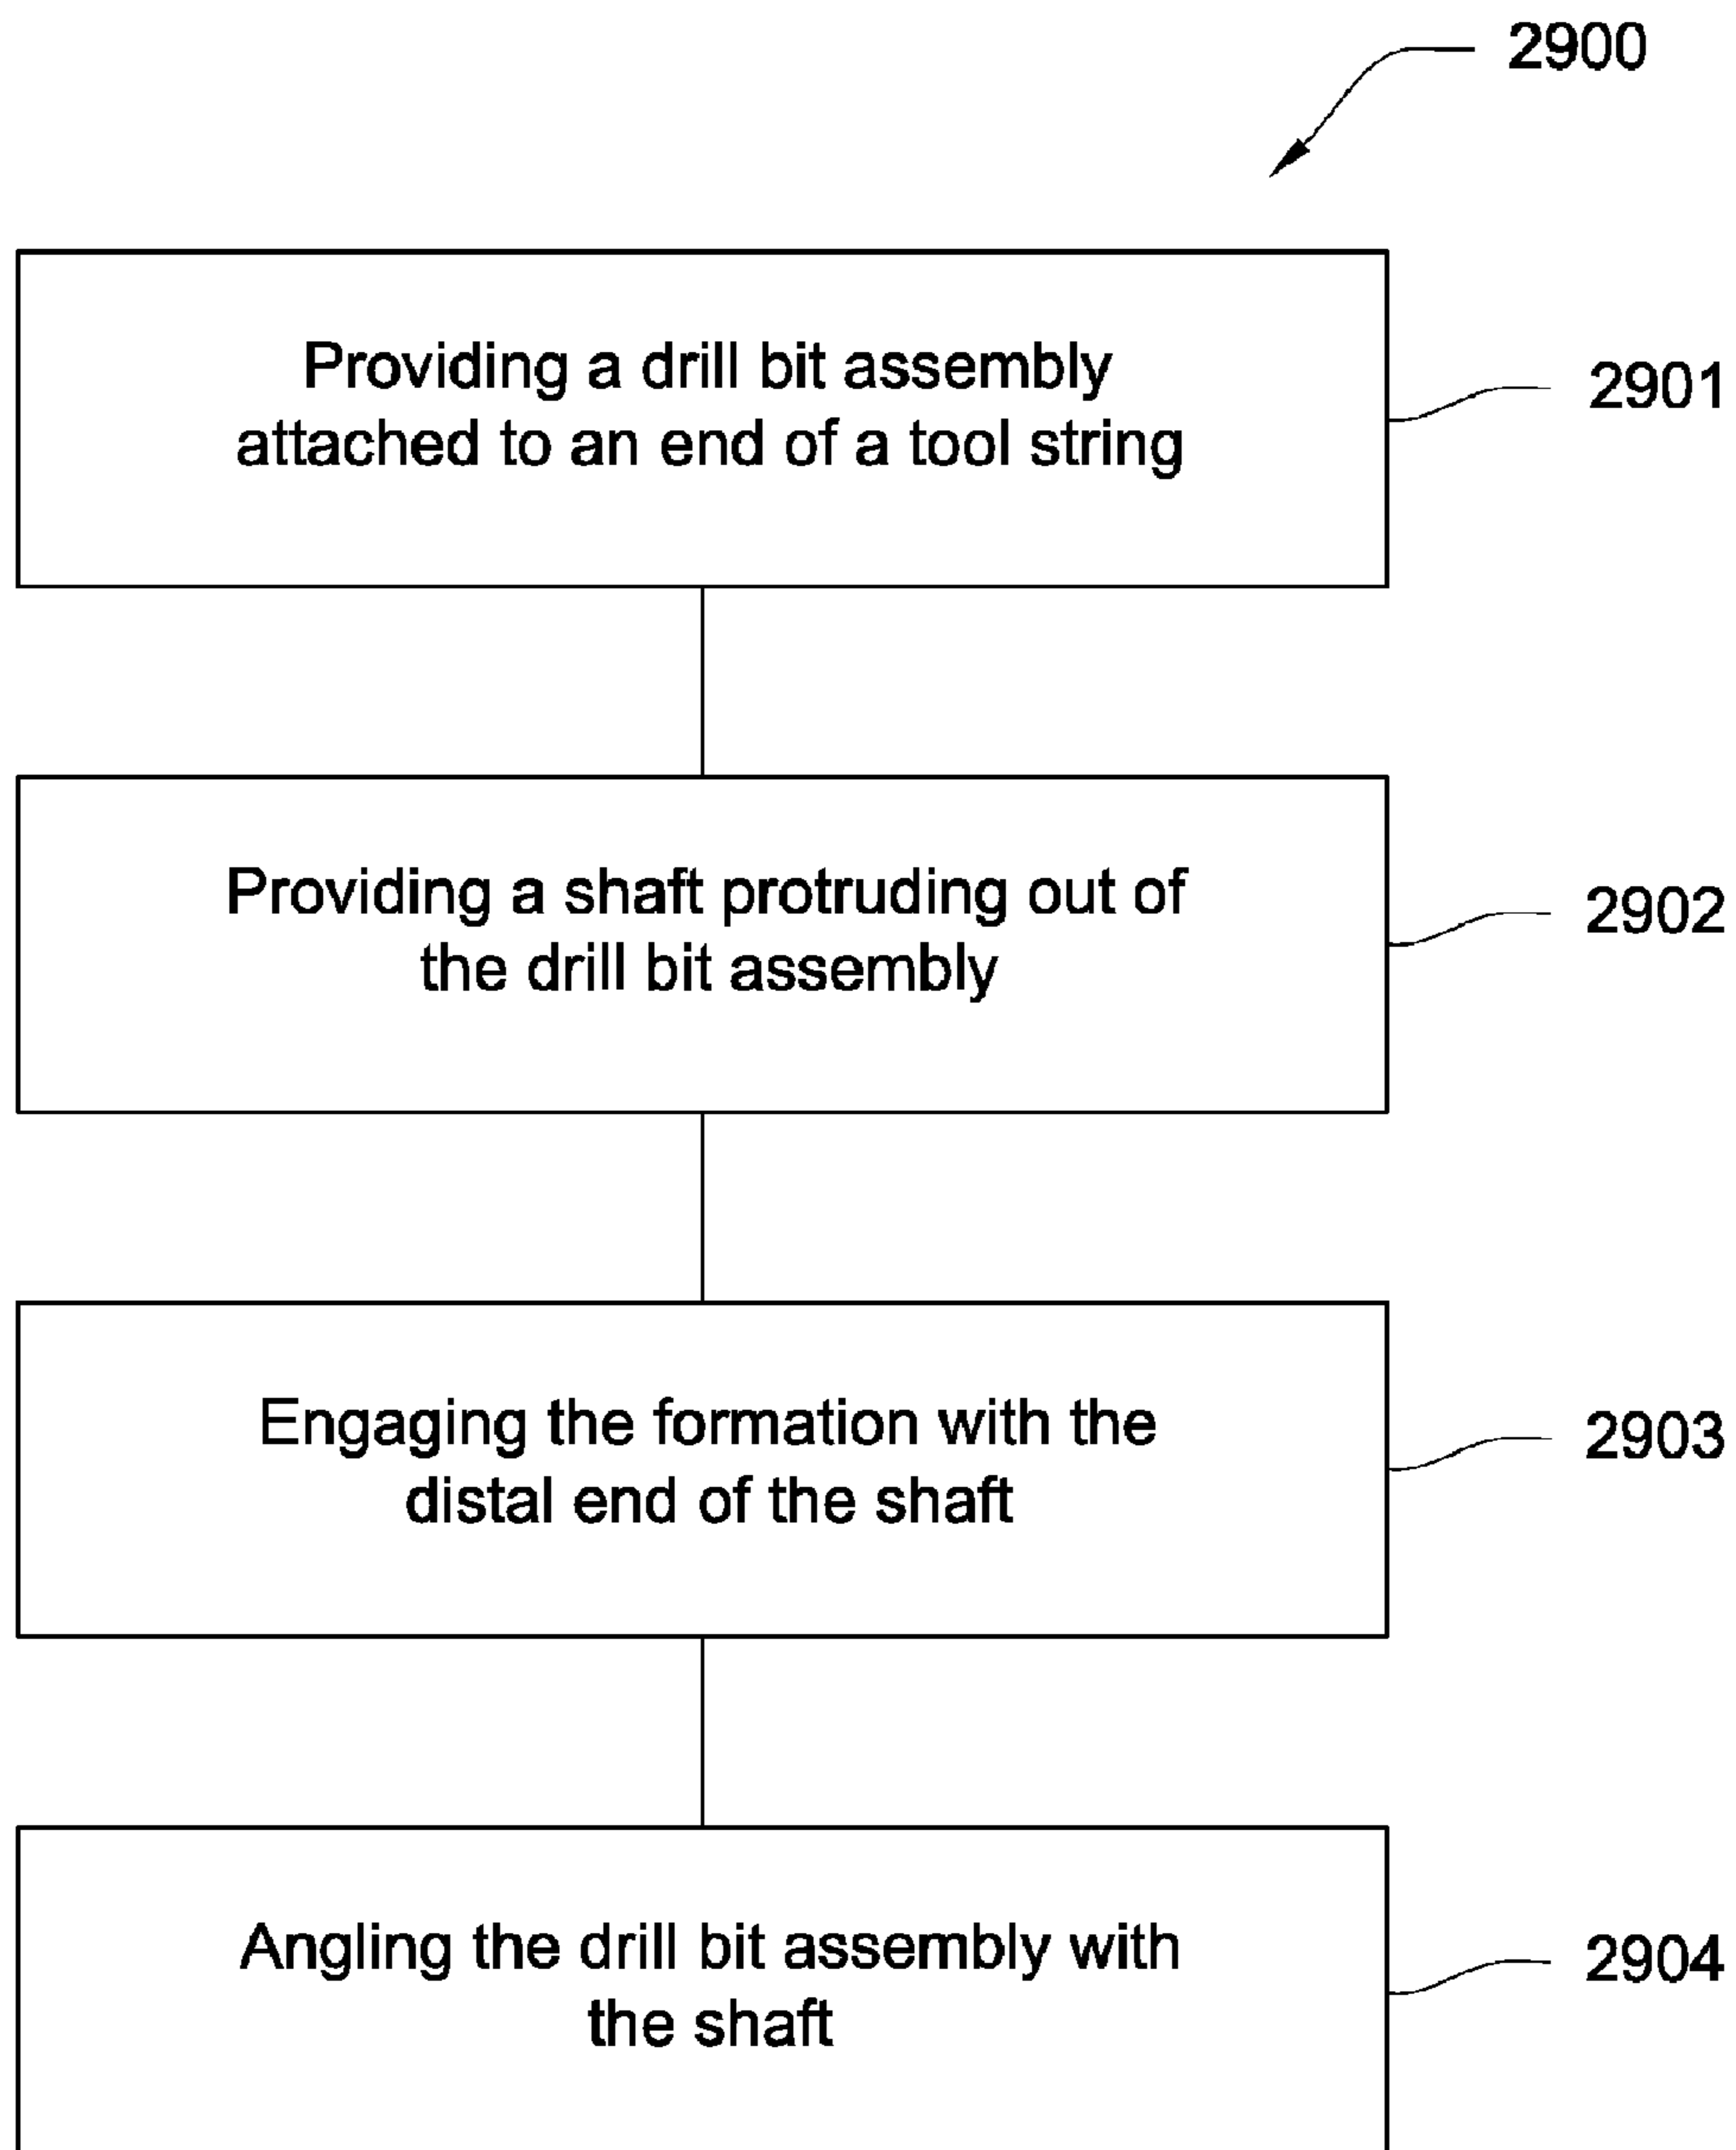 2900
Providing a drill bit assembly
attached to an end of a tool string
2901
Providing a shaft protruding out of
the drill bit assembly
2902
Engaging the formation with the
distal end of the shaft
2903
Angling the drill bit assembly with
the shaft
2904